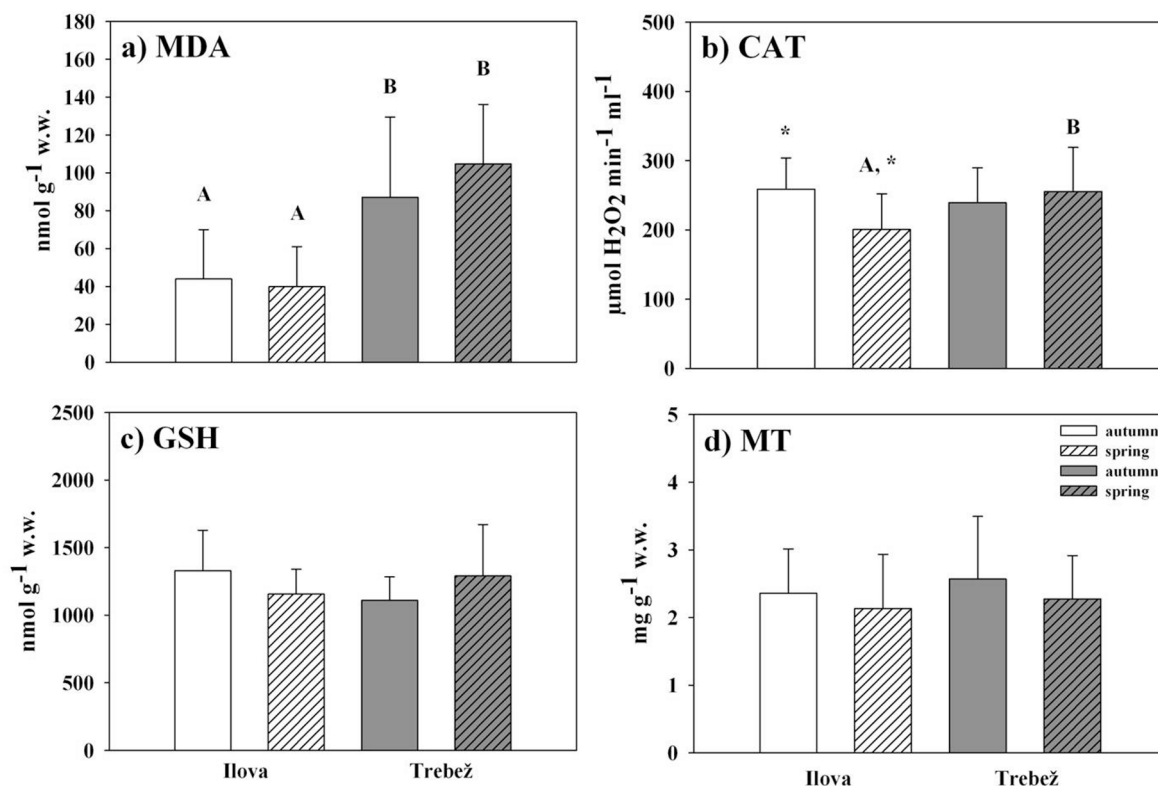 a) MDA
nmol g⁻¹ w.w.
180
160
140
120
100
80
60
40
20
0
A
A
B
B
b) CAT
µmol H₂O₂ min⁻¹ ml⁻¹
500
400
300
200
100
0
*
A, *
B
c) GSH
nmol g⁻¹ w.w.
2500
2000
1500
1000
500
0
Ilova
Trebež
d) MT
mg g⁻¹ w.w.
5
4
3
2
1
0
autumn
spring
autumn
spring
Ilova
Trebež